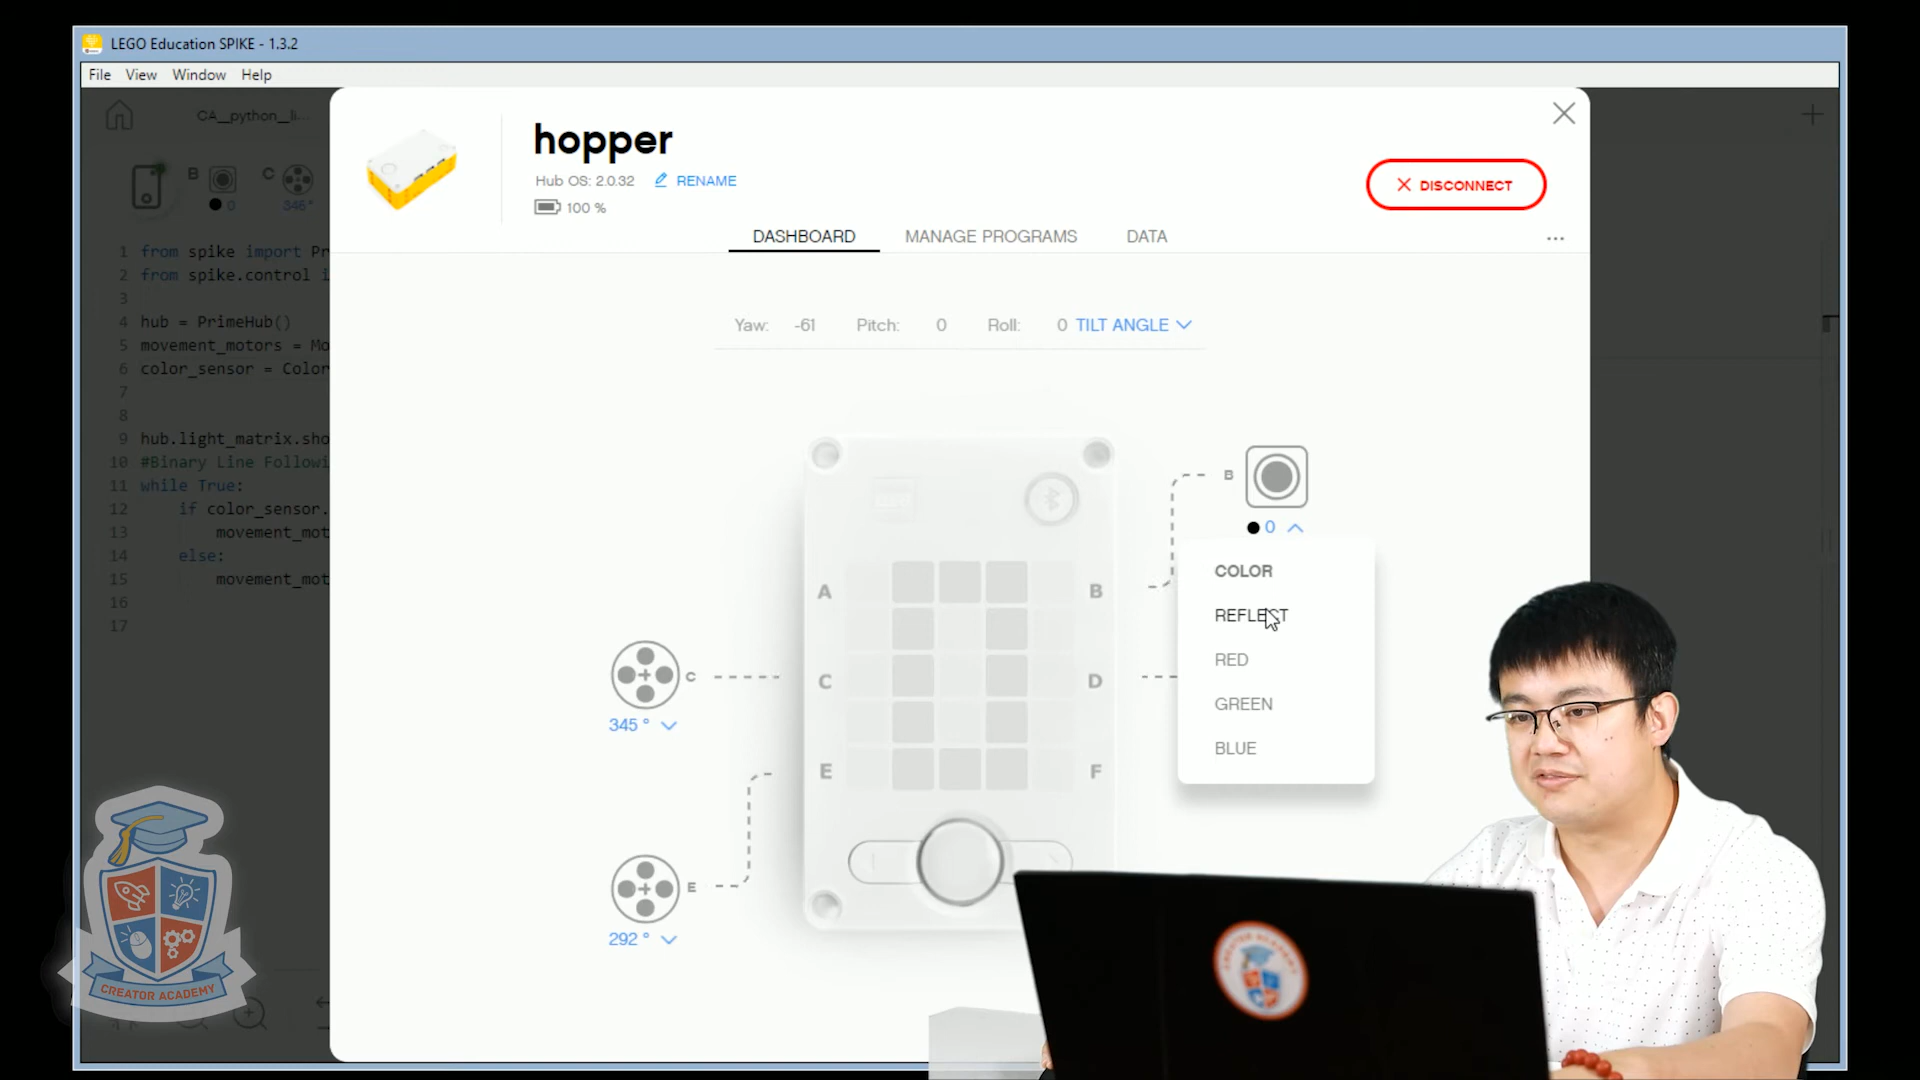 LEGO Education SPIKE - 1.3.2
File View Window Help
CA__python__li...
B C
0 346°
1 from spike import Pr
2 from spike.control i
3
4 hub = PrimeHub()
5 movement_motors = Mo
6 color_sensor = Color
7
8
9 hub.light_matrix.sho
10 #Binary Line Followi
11 while True:
12 if color_sensor.
13 movement_mot
14 else:
15 movement_mot
16
17
hopper
Hub OS: 2.0.32 RENAME
100 %
DISCONNECT
DASHBOARD MANAGE PROGRAMS DATA
...
Yaw: -61 Pitch: 0 Roll: 0 TILT ANGLE
B
0
COLOR
REFLECT
RED
GREEN
BLUE
A B
C C D
345 °
E F
E
292 °
CREATOR ACADEMY
CREATOR ACADEMY